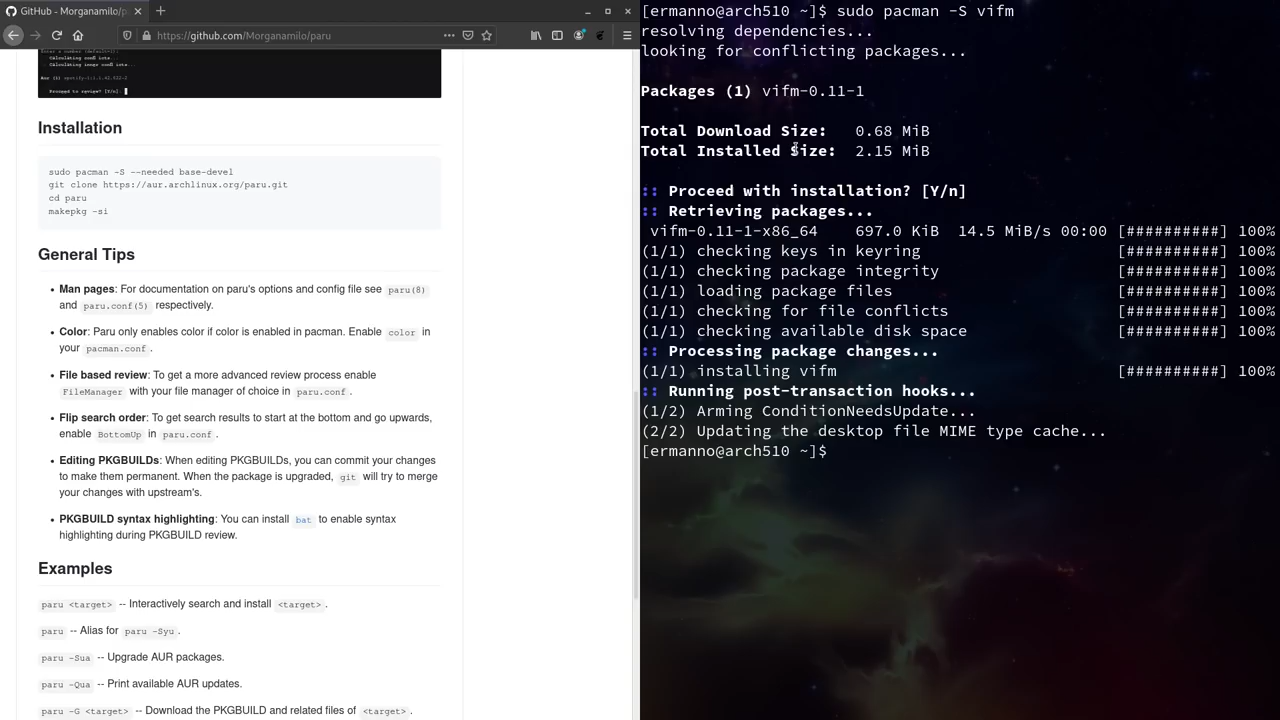 GitHub - Morganamilo/p
https://github.com/Morganamilo/paru
Proceed to review? [Y/n]:
Installation
sudo pacman -S --needed base-devel
git clone https://aur.archlinux.org/paru.git
cd paru
makepkg -si
General Tips
Man pages: For documentation on paru's options and config file see paru(8)
and paru.conf(5) respectively.
Color: Paru only enables color if color is enabled in pacman. Enable color in
your pacman.conf.
File based review: To get a more advanced review process enable
FileManager with your file manager of choice in paru.conf.
Flip search order: To get search results to start at the bottom and go upwards,
enable BottomUp in paru.conf.
Editing PKGBUILDs: When editing PKGBUILDs, you can commit your changes
to make them permanent. When the package is upgraded, git will try to merge
your changes with upstream's.
PKGBUILD syntax highlighting: You can install bat to enable syntax
highlighting during PKGBUILD review.
Examples
paru <target> -- Interactively search and install <target>.
paru -- Alias for paru -Syu.
paru -Sua -- Upgrade AUR packages.
paru -Qua -- Print available AUR updates.
paru -G <target> -- Download the PKGBUILD and related files of <target>.
[ermanno@arch510 ~]$ sudo pacman -S vifm
resolving dependencies...
looking for conflicting packages...
Packages (1) vifm-0.11-1
Total Download Size: 0.68 MiB
Total Installed Size: 2.15 MiB
:: Proceed with installation? [Y/n]
:: Retrieving packages...
vifm-0.11-1-x86_64 697.0 KiB 14.5 MiB/s 00:00 [##########] 100%
(1/1) checking keys in keyring [##########] 100%
(1/1) checking package integrity [##########] 100%
(1/1) loading package files [##########] 100%
(1/1) checking for file conflicts [##########] 100%
(1/1) checking available disk space [##########] 100%
:: Processing package changes...
(1/1) installing vifm [##########] 100%
:: Running post-transaction hooks...
(1/2) Arming ConditionNeedsUpdate...
(2/2) Updating the desktop file MIME type cache...
[ermanno@arch510 ~]$